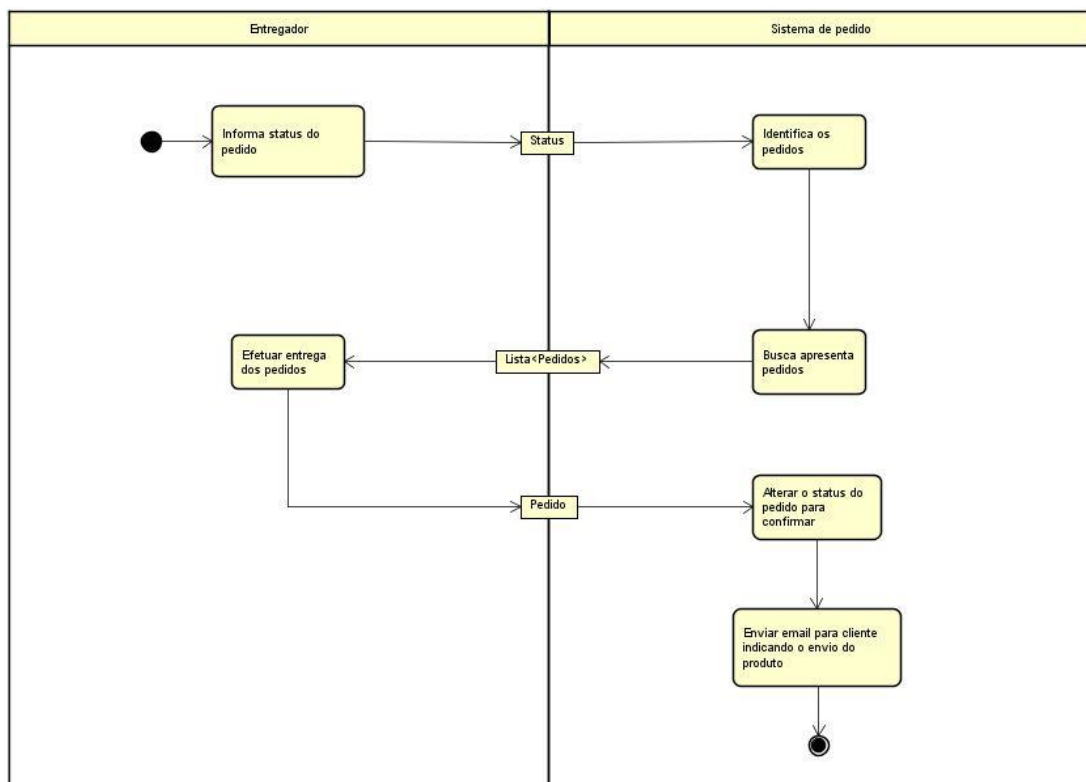 Entregador
Sistema de pedido
Informa status do
pedido
Status
Identifica os
pedidos
Efetuar entrega
dos pedidos
Lista<Pedidos>
Busca apresenta
pedidos
Pedido
Alterar o status do
pedido para
confirmar
Enviar email para cliente
indicando o envio do
produto